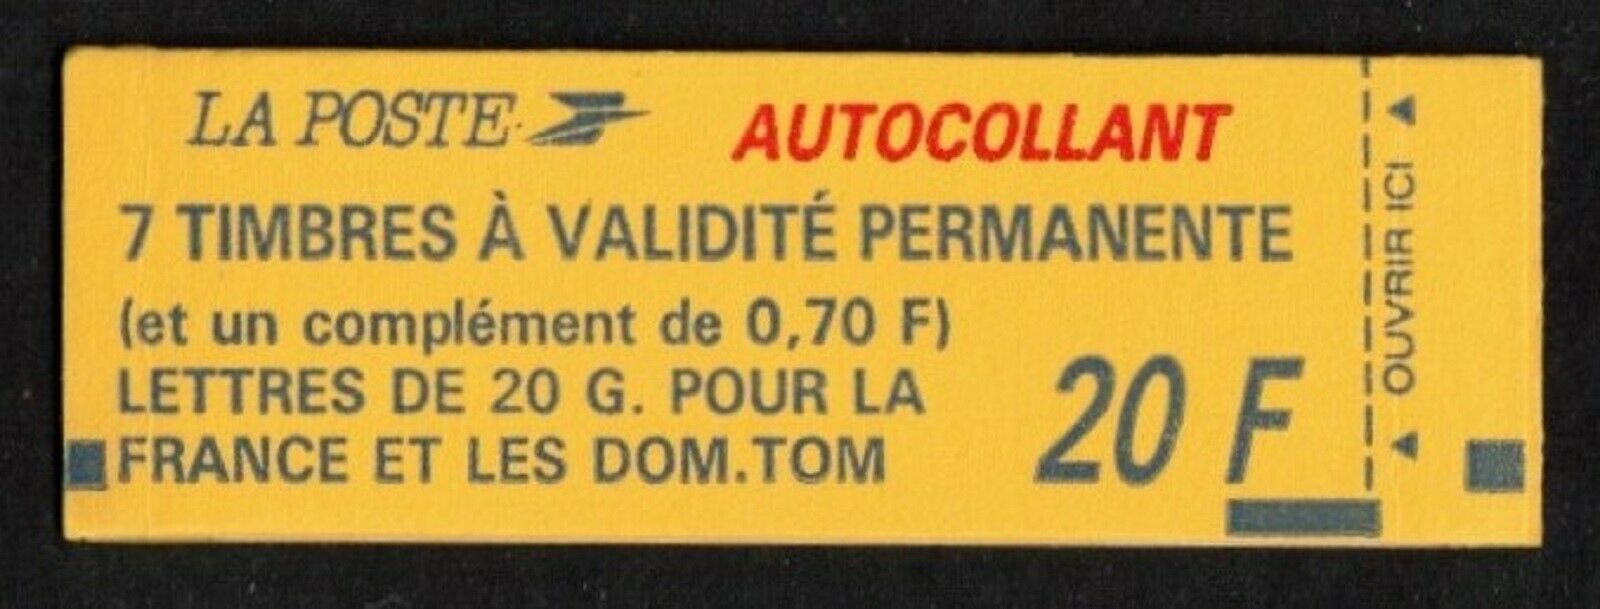 LA POSTE
AUTOCOLLANT
7 TIMBRES À VALIDITÉ PERMANENTE
(et un complément de 0,70 F)
LETTRES DE 20 G. POUR LA
FRANCE ET LES DOM.TOM
20 F
OUVRIR ICI